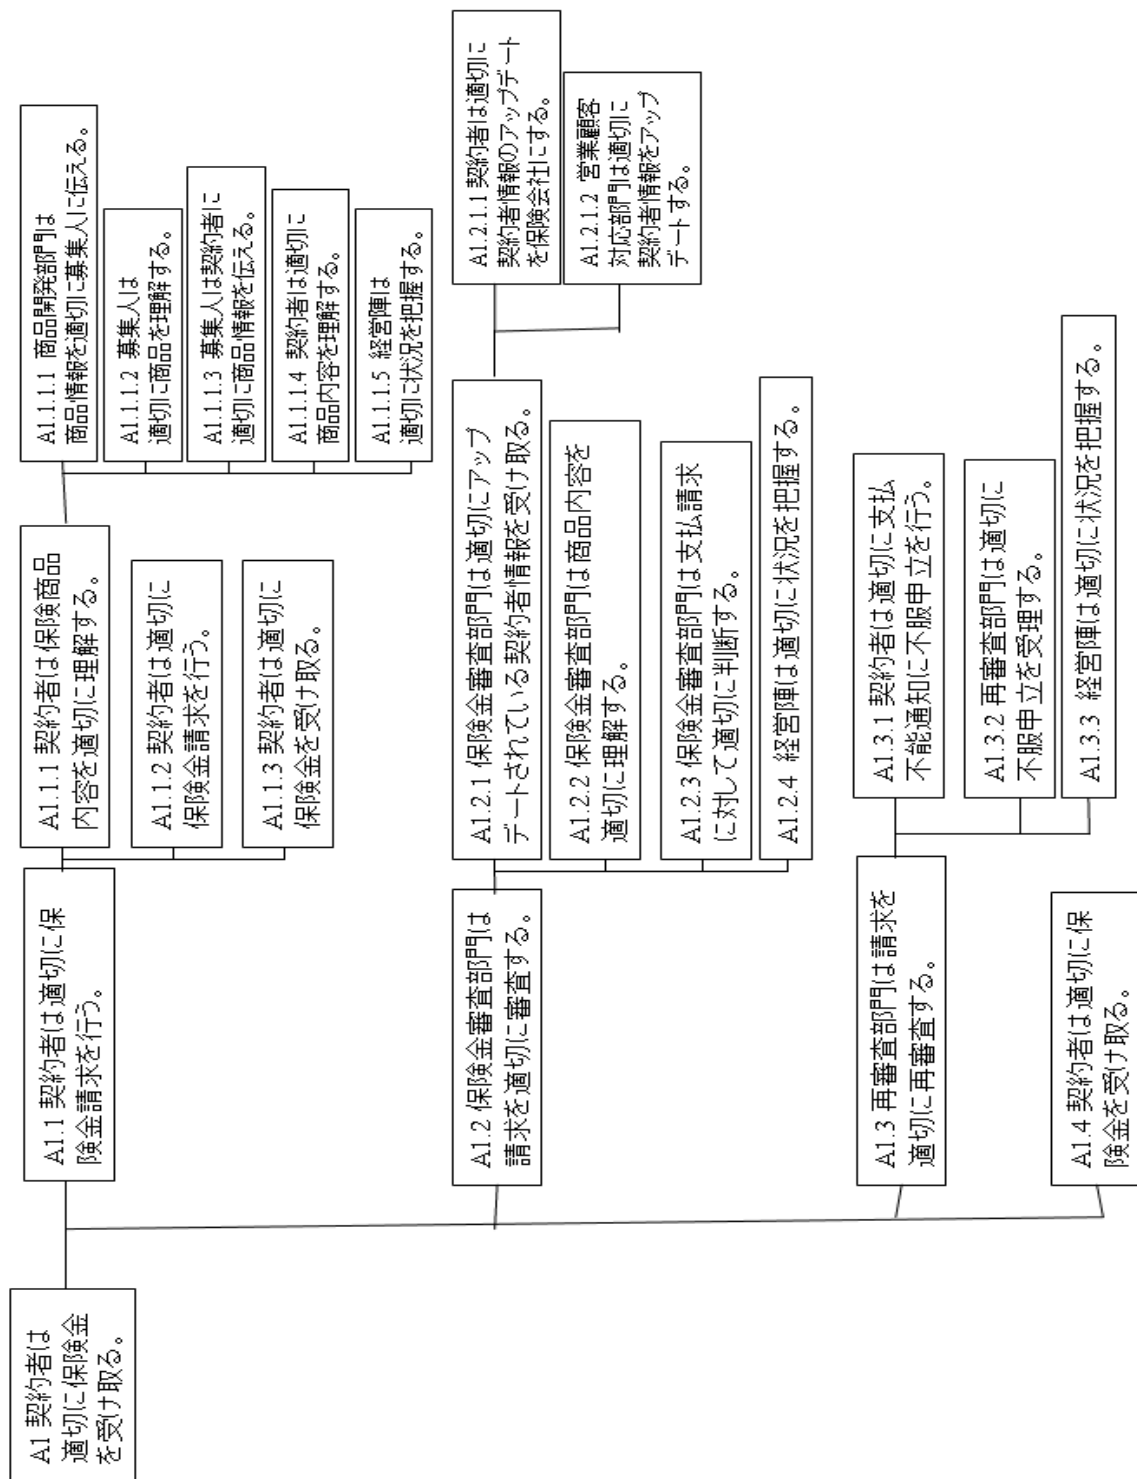 A1 契約者は
適切に保険金
を受け取る。
A1.1 契約者は適切に保
険金請求を行う。
A1.1.1 契約者は保険商品
内容を適切に理解する。
A1.1.1.1 商品開発部門は
商品情報を適切に募集人に伝える。
A1.1.1.2 募集人は
適切に商品を理解する。
A1.1.1.3 募集人は契約者に
適切に商品情報を伝える。
A1.1.1.4 契約者は適切に
商品内容を理解する。
A1.1.1.5 経営陣は
適切に状況を把握する。
A1.1.2 契約者は適切に
保険金請求を行う。
A1.1.3 契約者は適切に
保険金を受け取る。
A1.2 保険金審査部門は
請求を適切に審査する。
A1.2.1 保険金審査部門は適切にアップ
デートされている契約者情報を受け取る。
A1.2.1.1 契約者は適切に
契約者情報のアップデート
を保険会社にする。
A1.2.1.2 営業顧客
対応部門は適切に
契約者情報をアップ
デートする。
A1.2.2 保険金審査部門は商品内容を
適切に理解する。
A1.2.3 保険金審査部門は支払請求
に対して適切に判断する。
A1.2.4 経営陣は適切に状況を把握する。
A1.3 再審査部門は請求を
適切に再審査する。
A1.3.1 契約者は適切に支払
不能通知に不服申立を行う。
A1.3.2 再審査部門は適切に
不服申立を受理する。
A1.3.3 経営陣は適切に状況を把握する。
A1.4 契約者は適切に保
険金を受け取る。